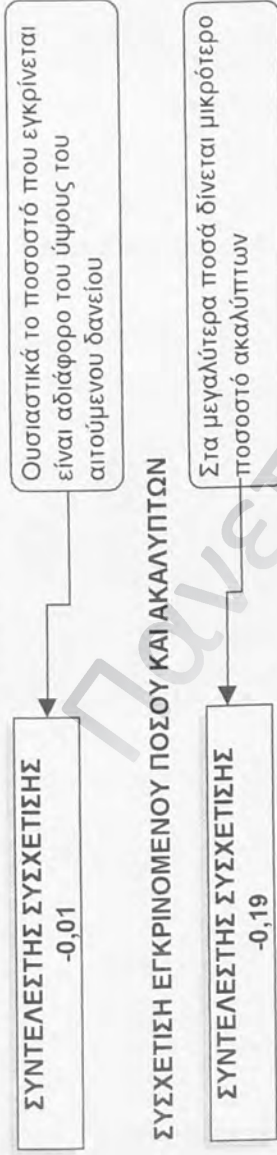 ΣΥΝΤΕΛΕΣΤΗΣ ΣΥΣΧΕΤΙΣΗΣ
-0,01
Ουσιαστικά το ποσοστό που εγκρίνεται
είναι αδιάφορο του ύψους του
αιτούμενου δανείου
ΣΥΣΧΕΤΙΣΗ ΕΓΚΡΙΝΟΜΕΝΟΥ ΠΟΣΟΥ ΚΑΙ ΑΚΑΛΥΠΤΩΝ
ΣΥΝΤΕΛΕΣΤΗΣ ΣΥΣΧΕΤΙΣΗΣ
-0,19
Στα μεγαλύτερα ποσά δίνεται μικρότερο
ποσοστό ακαλύπτων